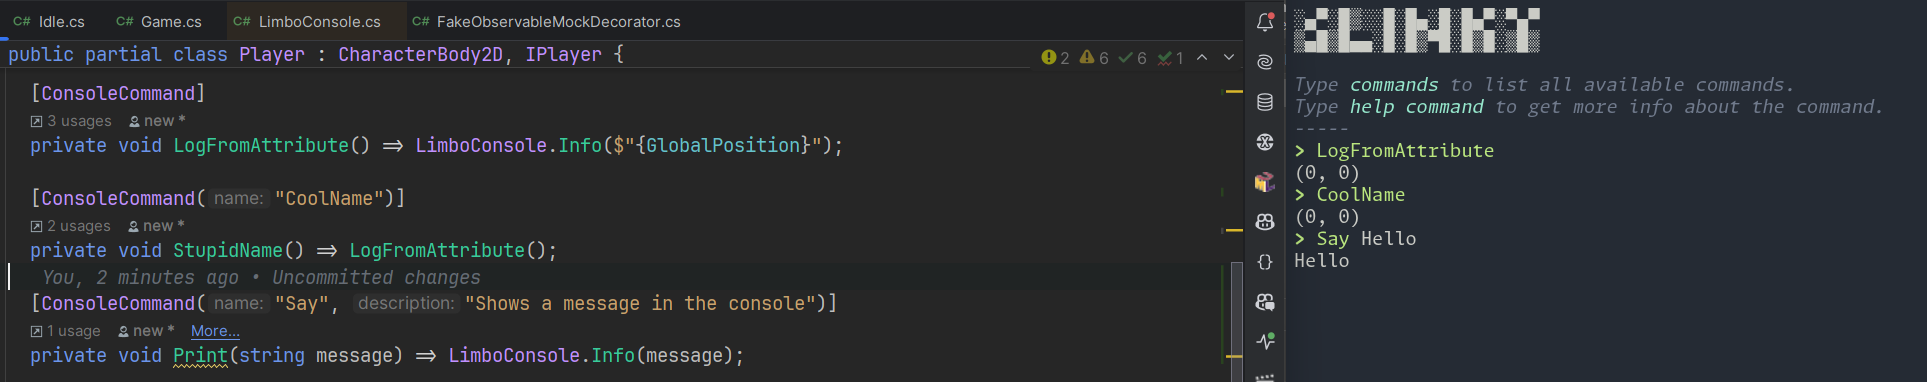 C# Idle.cs C# Game.cs C# LimboConsole.cs C# FakeObservableMockDecorator.cs
public partial class Player : CharacterBody2D, IPlayer {
2 6 6 1
[ConsoleCommand]
3 usages new *
private void LogFromAttribute() => LimboConsole.Info($"{GlobalPosition}");
[ConsoleCommand( name: "CoolName")]
2 usages new *
private void StupidName() => LogFromAttribute();
You, 2 minutes ago • Uncommitted changes
[ConsoleCommand( name: "Say", description: "Shows a message in the console")]
1 usage new * More...
private void Print(string message) => LimboConsole.Info(message);
Type commands to list all available commands.
Type help command to get more info about the command.
-----
> LogFromAttribute
(0, 0)
> CoolName
(0, 0)
> Say Hello
Hello